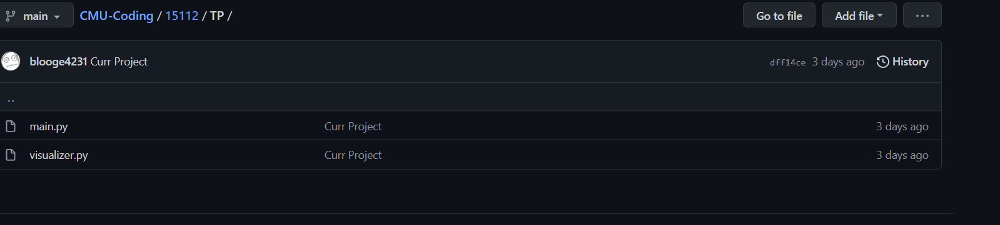 main CMU-Coding / 15112 / TP / Go to file Add file ...
blooge4231 Curr Project dff14ce 3 days ago History
..
main.py Curr Project 3 days ago
visualizer.py Curr Project 3 days ago